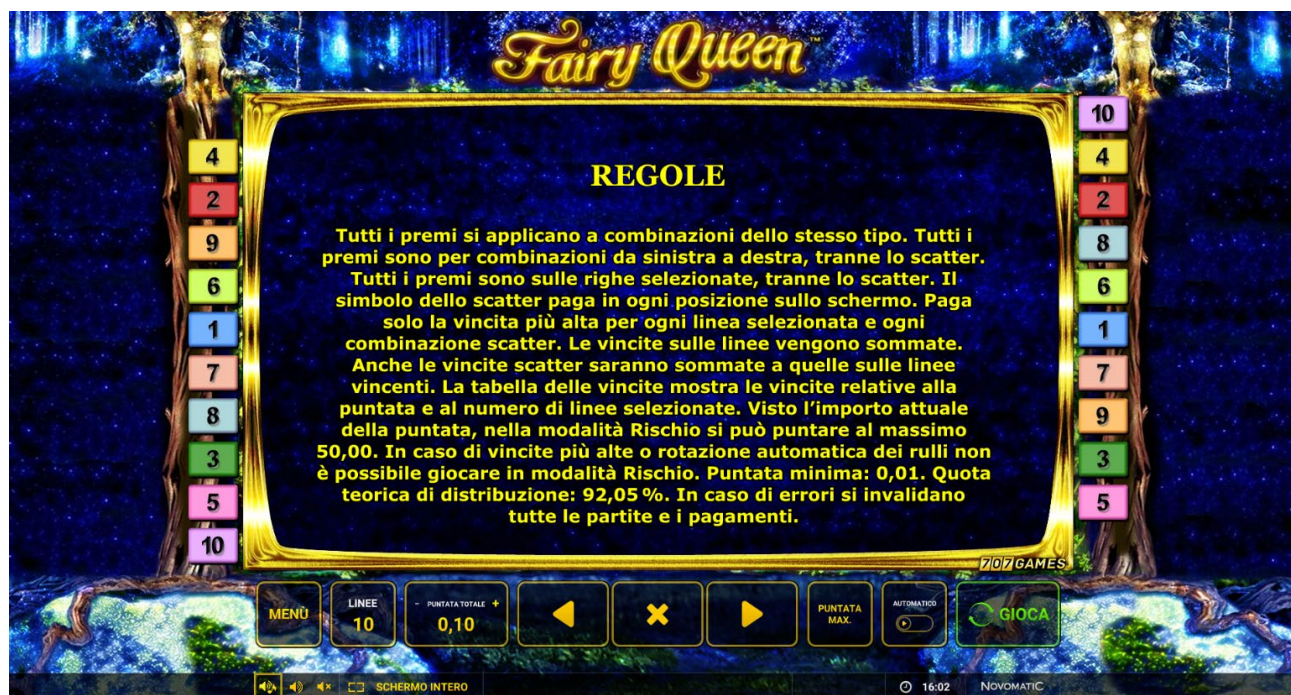 Fairy Queen™
10
4
2
9
6
1
7
8
3
5
10
4
2
8
6
1
7
9
3
5
REGOLE
Tutti i premi si applicano a combinazioni dello stesso tipo. Tutti i
premi sono per combinazioni da sinistra a destra, tranne lo scatter.
Tutti i premi sono sulle righe selezionate, tranne lo scatter. Il
simbolo dello scatter paga in ogni posizione sullo schermo. Paga
solo la vincita più alta per ogni linea selezionata e ogni
combinazione scatter. Le vincite sulle linee vengono sommate.
Anche le vincite scatter saranno sommate a quelle sulle linee
vincenti. La tabella delle vincite mostra le vincite relative alla
puntata e al numero di linee selezionate. Visto l'importo attuale
della puntata, nella modalità Rischio si può puntare al massimo
50,00. In caso di vincite più alte o rotazione automatica dei rulli non
è possibile giocare in modalità Rischio. Puntata minima: 0,01. Quota
teorica di distribuzione: 92,05 %. In caso di errori si invalidano
tutte le partite e i pagamenti.
707GAMES
MENÙ
LINEE
10
- PUNTATA TOTALE +
0,10
PUNTATA
MAX.
AUTOMATICO
GIOCA
SCHERMO INTERO
16:02
NOVOMATIC